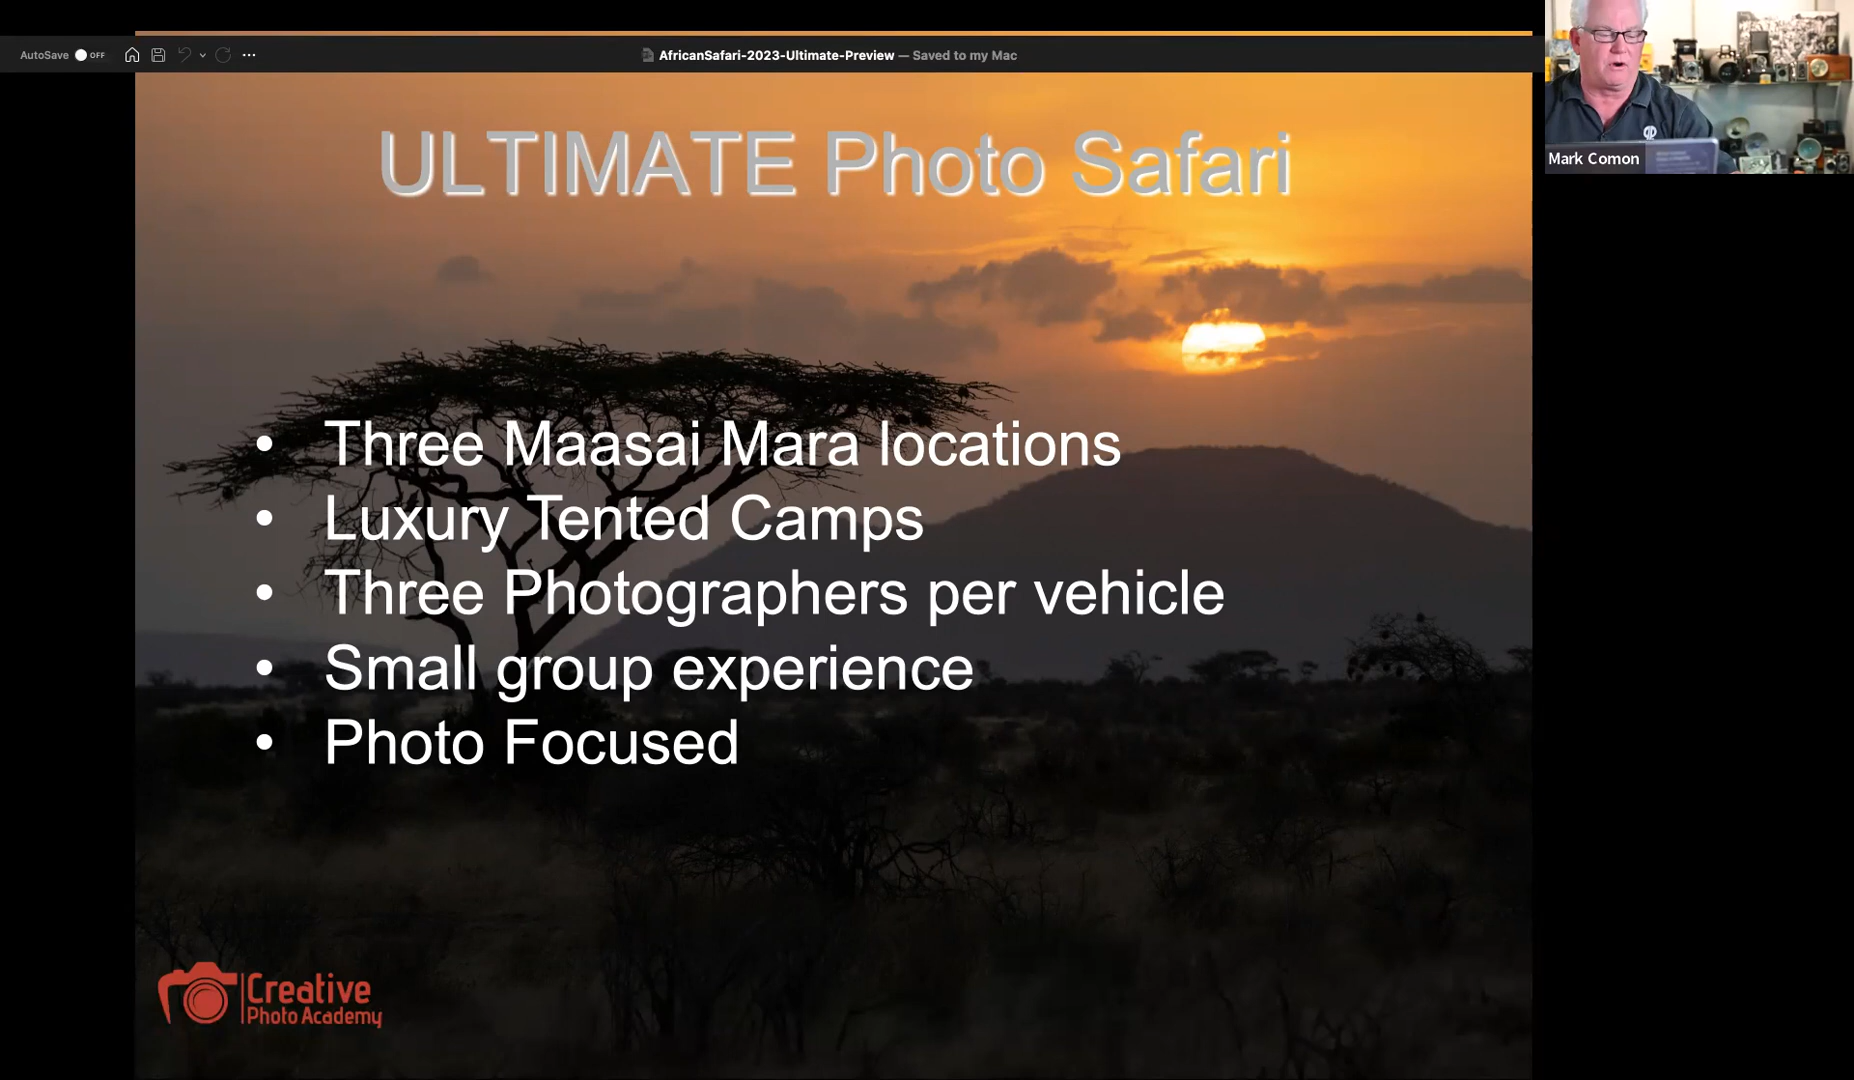 AutoSave OFF
AfricanSafari-2023-Ultimate-Preview — Saved to my Mac
Mark Comon
ULTIMATE Photo Safari
• Three Maasai Mara locations
• Luxury Tented Camps
• Three Photographers per vehicle
• Small group experience
• Photo Focused
Creative
Photo Academy